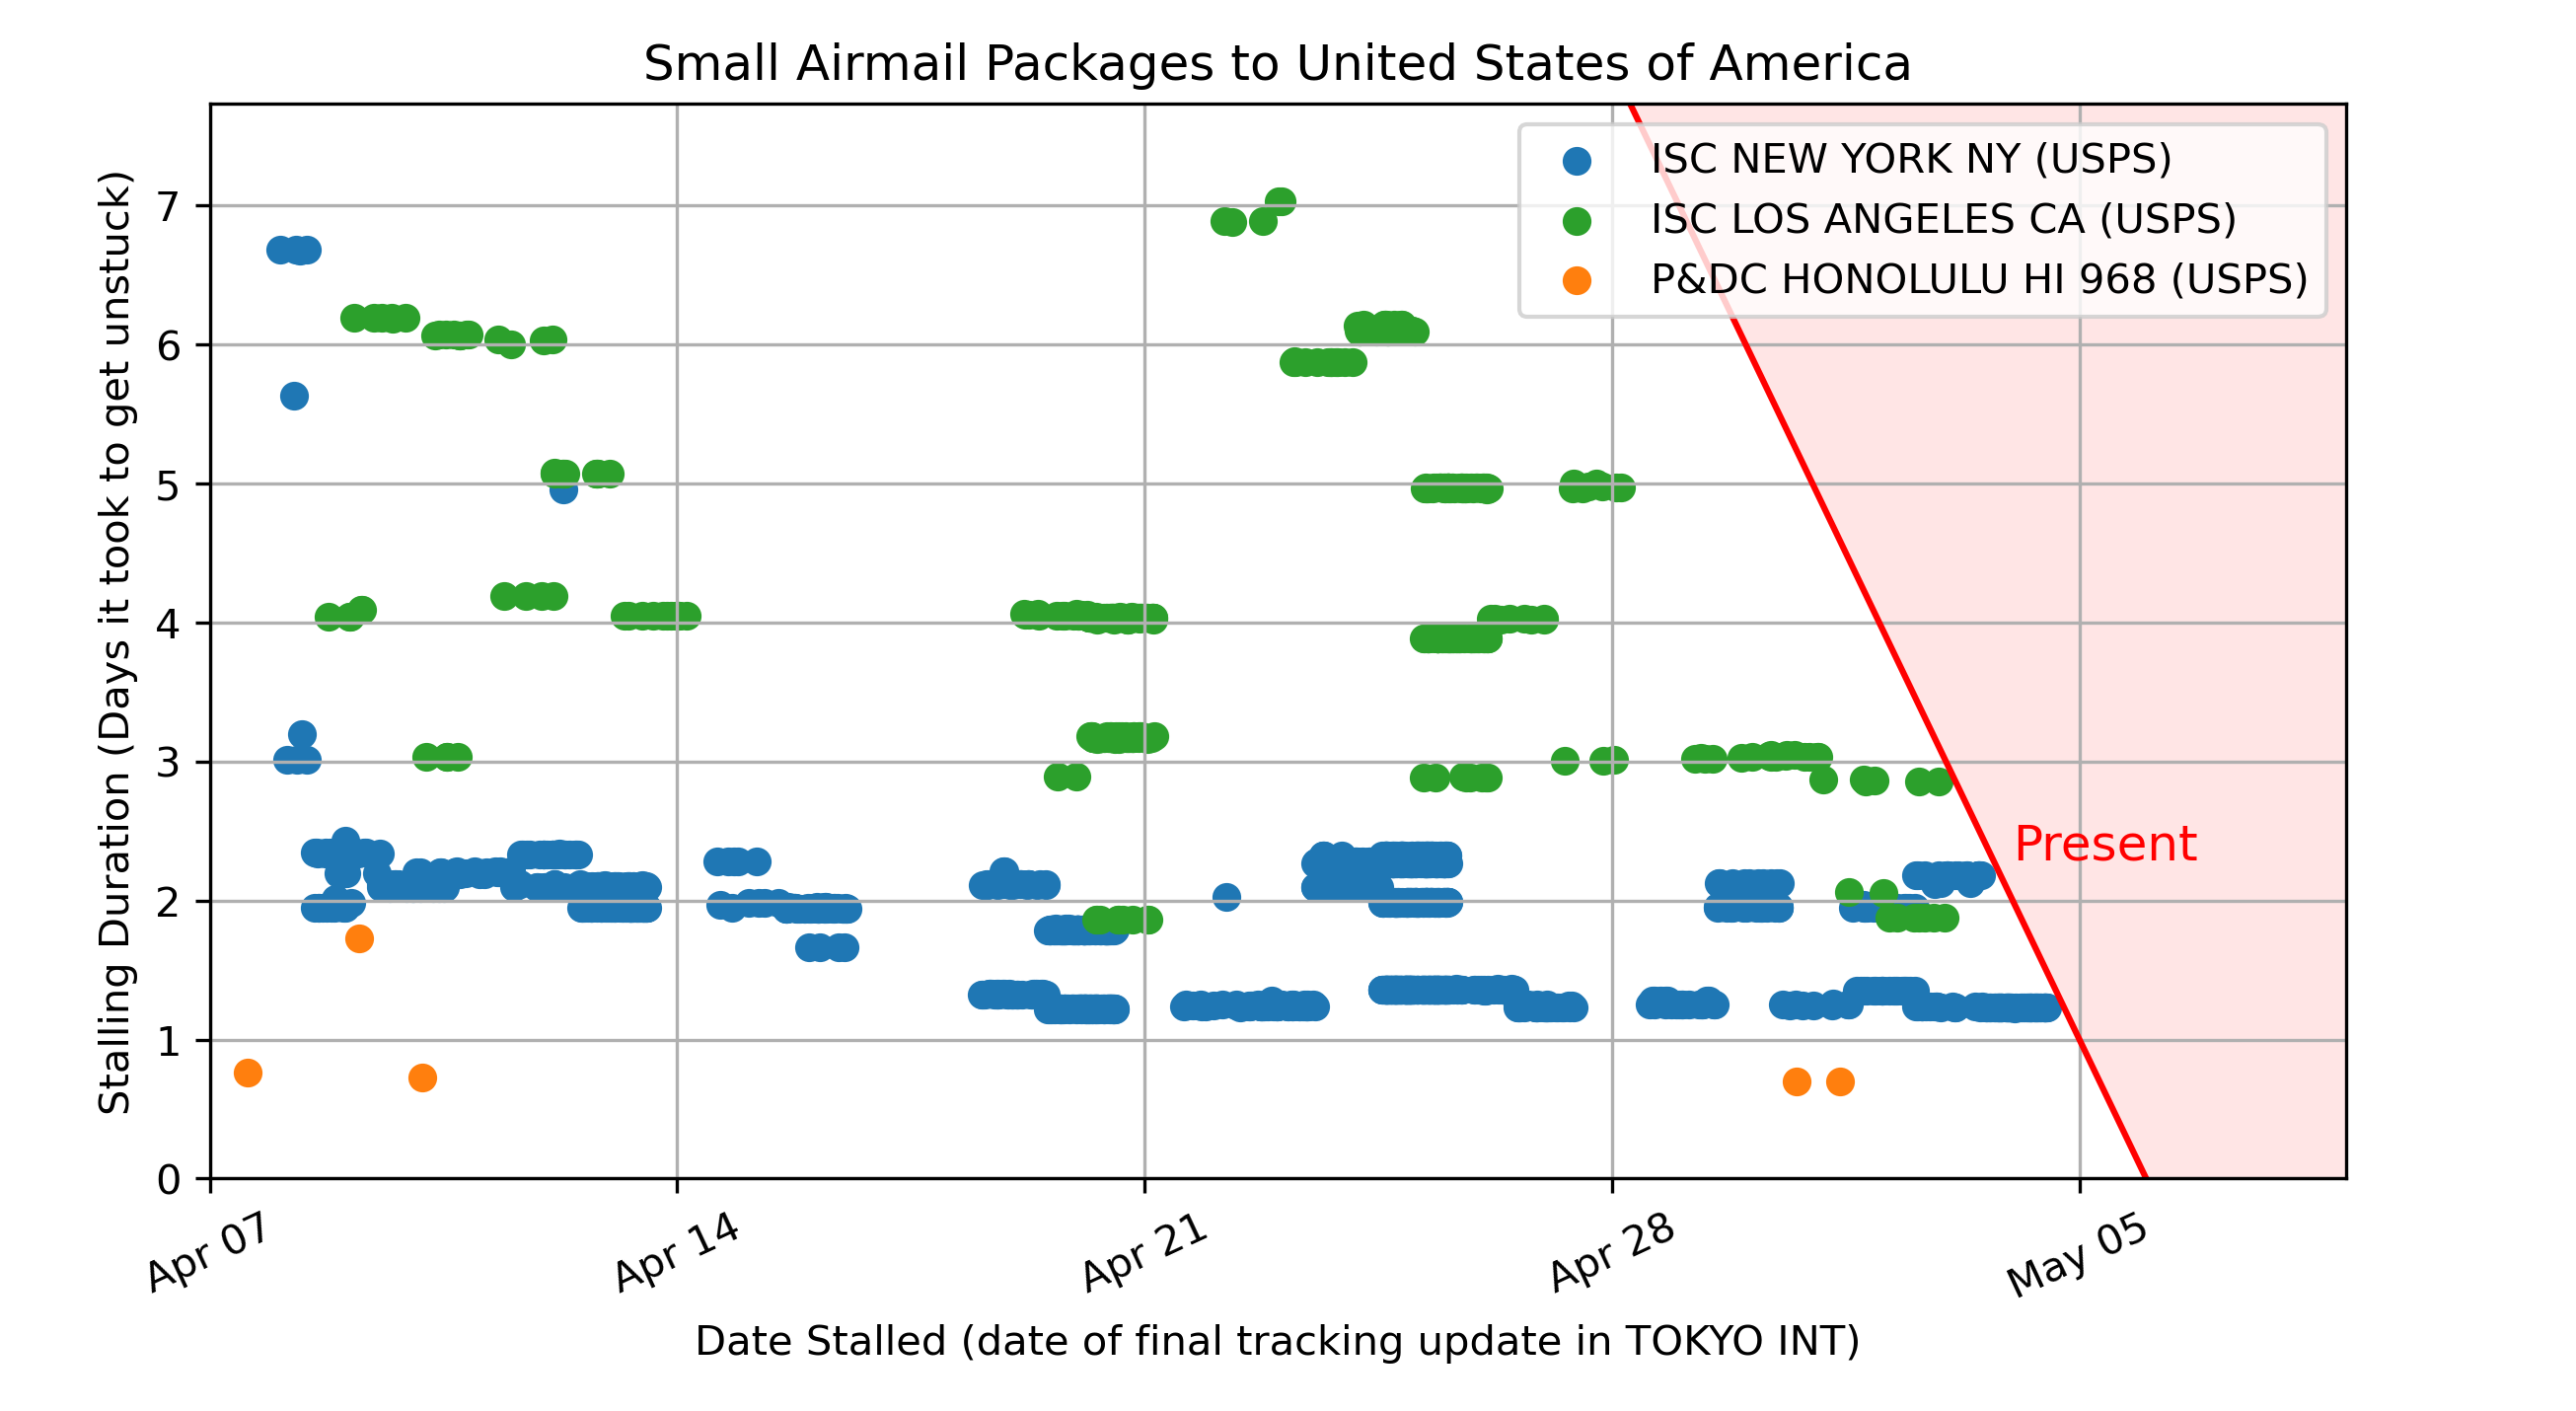 Small Airmail Packages to United States of America
Stalling Duration (Days it took to get unstuck)
7
6
5
4
3
2
1
0
ISC NEW YORK NY (USPS)
ISC LOS ANGELES CA (USPS)
P&DC HONOLULU HI 968 (USPS)
Present
Apr 07
Apr 14
Apr 21
Apr 28
May 05
Date Stalled (date of final tracking update in TOKYO INT)